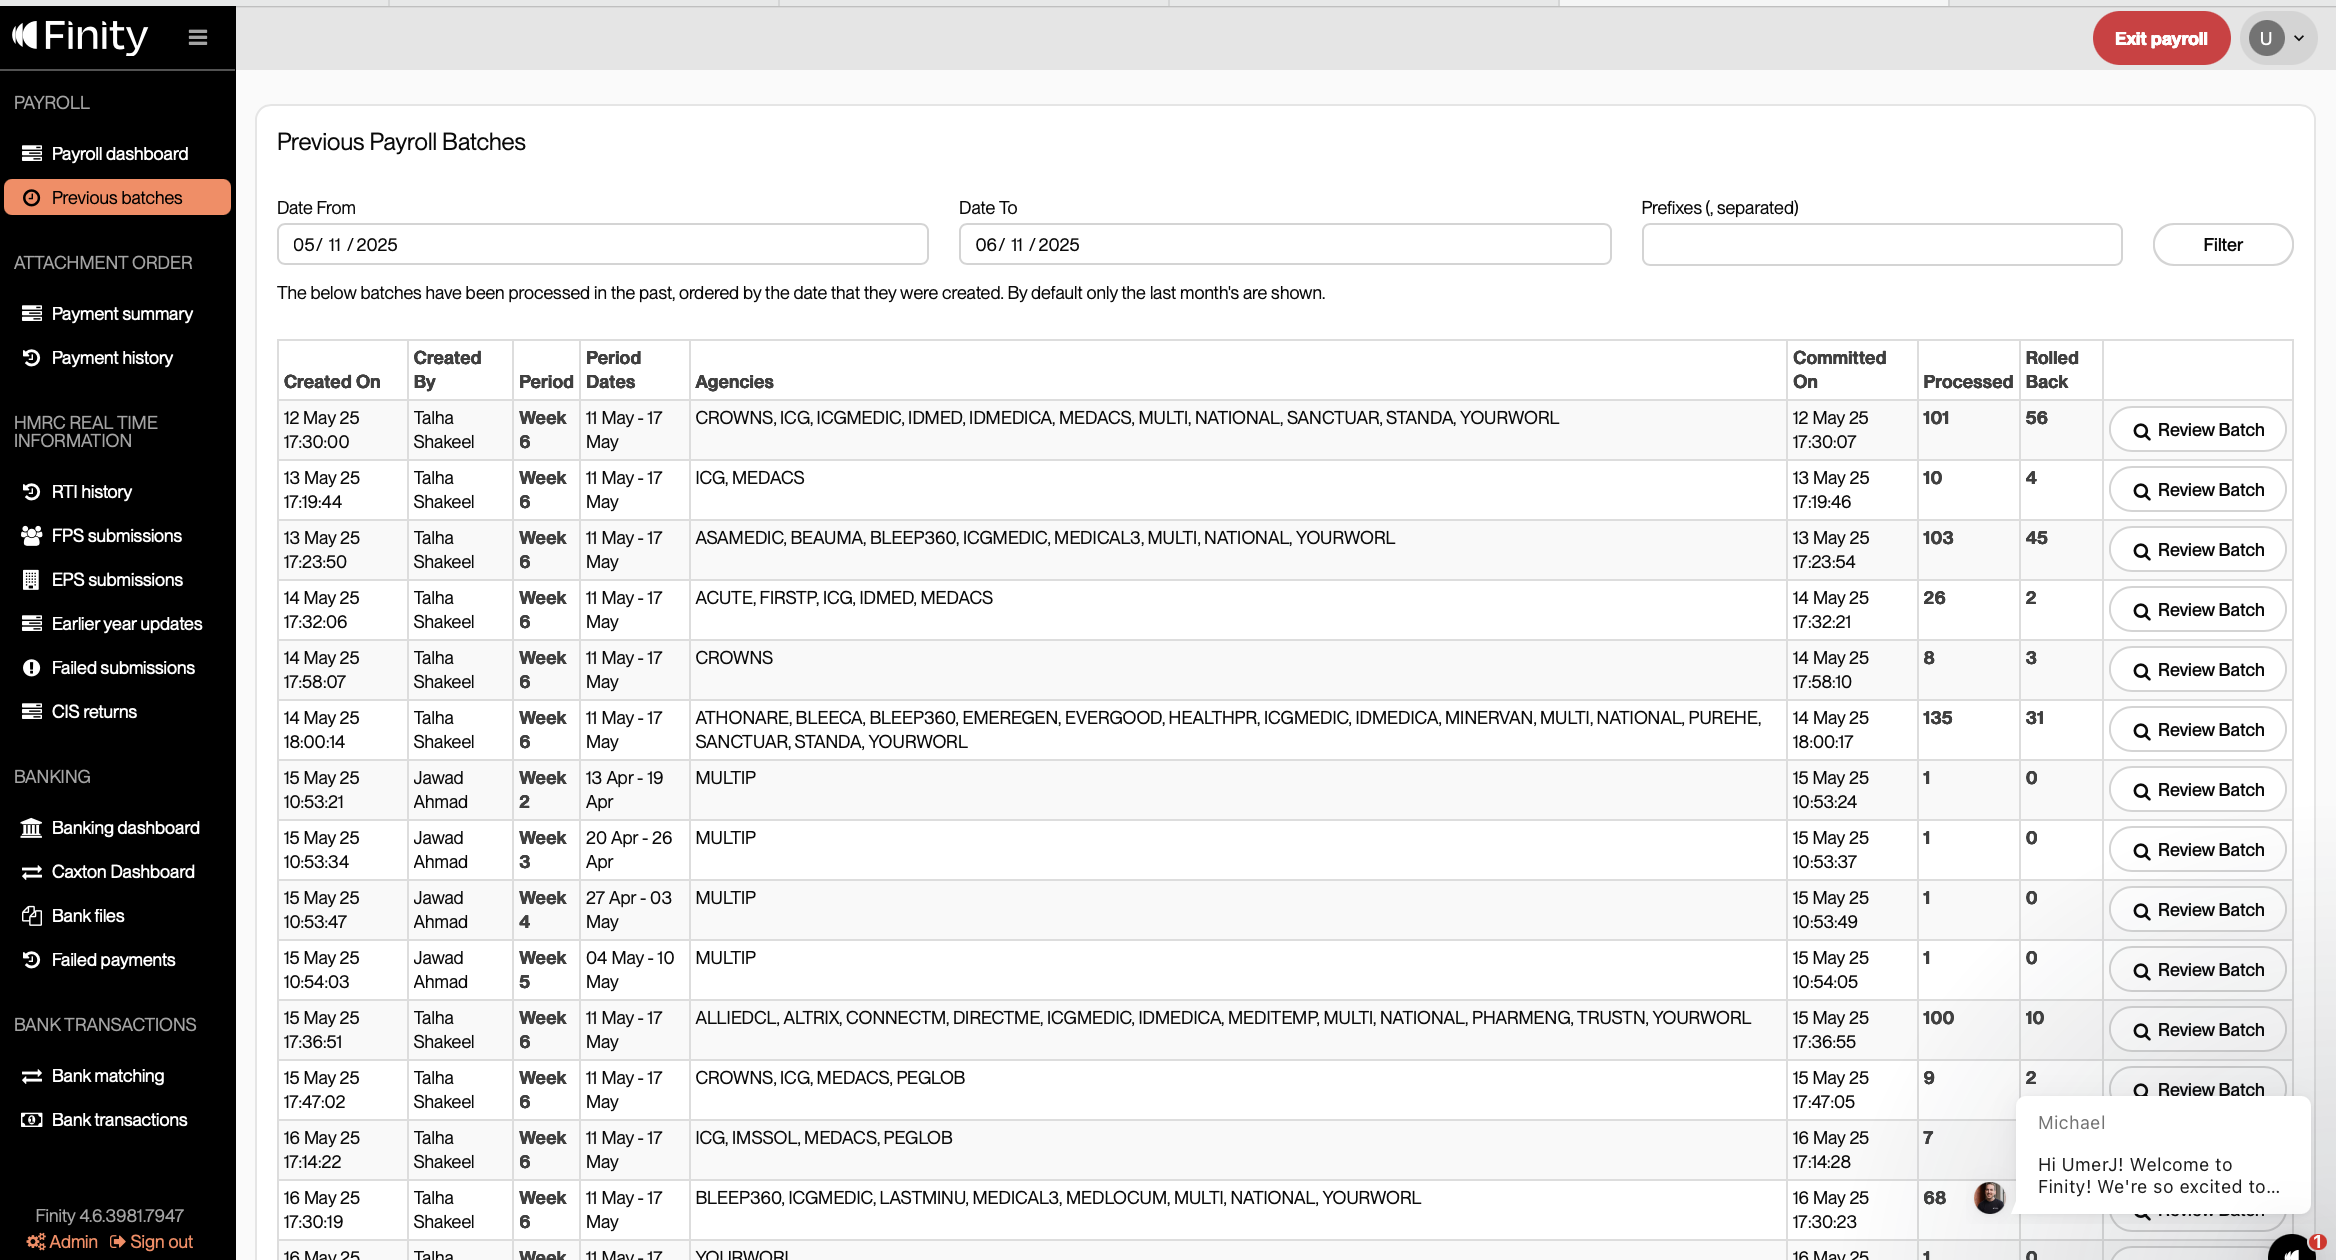 Finity
Exit payroll
U
PAYROLL
Payroll dashboard
Previous batches
ATTACHMENT ORDER
Payment summary
Payment history
HMRC REAL TIME
INFORMATION
RTI history
FPS submissions
EPS submissions
Earlier year updates
Failed submissions
CIS returns
BANKING
Banking dashboard
Caxton Dashboard
Bank files
Failed payments
BANK TRANSACTIONS
Bank matching
Bank transactions
Finity 4.6.3981.7947
Admin Sign out
Previous Payroll Batches
Date From Date To Prefixes (, separated)
05/ 11 / 2025 06/ 11 / 2025 Filter
The below batches have been processed in the past, ordered by the date that they were created. By default only the last month's are shown.
Created Period Committed Rolled
Created On By Period Dates Agencies On Processed Back
12 May 25 Talha Week 11 May - 17 CROWNS, ICG, ICGMEDIC, IDMED, IDMEDICA, MEDACS, MULTI, NATIONAL, SANCTUAR, STANDA, YOURWORL 12 May 25 101 56 Review Batch
17:30:00 Shakeel 6 May 17:30:07
13 May 25 Talha Week 11 May - 17 ICG, MEDACS 13 May 25 10 4 Review Batch
17:19:44 Shakeel 6 May 17:19:46
13 May 25 Talha Week 11 May - 17 ASAMEDIC, BEAUMA, BLEEP360, ICGMEDIC, MEDICAL3, MULTI, NATIONAL, YOURWORL 13 May 25 103 45 Review Batch
17:23:50 Shakeel 6 May 17:23:54
14 May 25 Talha Week 11 May - 17 ACUTE, FIRSTP, ICG, IDMED, MEDACS 14 May 25 26 2 Review Batch
17:32:06 Shakeel 6 May 17:32:21
14 May 25 Talha Week 11 May - 17 CROWNS 14 May 25 8 3 Review Batch
17:58:07 Shakeel 6 May 17:58:10
14 May 25 Talha Week 11 May - 17 ATHONARE, BLEECA, BLEEP360, EMEREGEN, EVERGOOD, HEALTHPR, ICGMEDIC, IDMEDICA, MINERVAN, MULTI, NATIONAL, PUREHE, 14 May 25 135 31 Review Batch
18:00:14 Shakeel 6 May SANCTUAR, STANDA, YOURWORL 18:00:17
15 May 25 Jawad Week 13 Apr - 19 MULTIP 15 May 25 1 0 Review Batch
10:53:21 Ahmad 2 Apr 10:53:24
15 May 25 Jawad Week 20 Apr - 26 MULTIP 15 May 25 1 0 Review Batch
10:53:34 Ahmad 3 Apr 10:53:37
15 May 25 Jawad Week 27 Apr - 03 MULTIP 15 May 25 1 0 Review Batch
10:53:47 Ahmad 4 May 10:53:49
15 May 25 Jawad Week 04 May - 10 MULTIP 15 May 25 1 0 Review Batch
10:54:03 Ahmad 5 May 10:54:05
15 May 25 Talha Week 11 May - 17 ALLIEDCL, ALTRIX, CONNECTM, DIRECTME, ICGMEDIC, IDMEDICA, MEDITEMP, MULTI, NATIONAL, PHARMENG, TRUSTN, YOURWORL 15 May 25 100 10 Review Batch
17:36:51 Shakeel 6 May 17:36:55
15 May 25 Talha Week 11 May - 17 CROWNS, ICG, MEDACS, PEGLOB 15 May 25 9 2 Review Batch
17:47:02 Shakeel 6 May 17:47:05
16 May 25 Talha Week 11 May - 17 ICG, IMSSOL, MEDACS, PEGLOB 16 May 25 7
17:14:22 Shakeel 6 May 17:14:28
16 May 25 Talha Week 11 May - 17 BLEEP360, ICGMEDIC, LASTMINU, MEDICAL3, MEDLOCUM, MULTI, NATIONAL, YOURWORL 16 May 25 68
17:30:19 Shakeel 6 May 17:30:23
16 May 25 Talha Week 11 May - 17 YOURWORL 16 May 25 1 0
Michael
Hi UmerJ! Welcome to
Finity! We're so excited to...
1